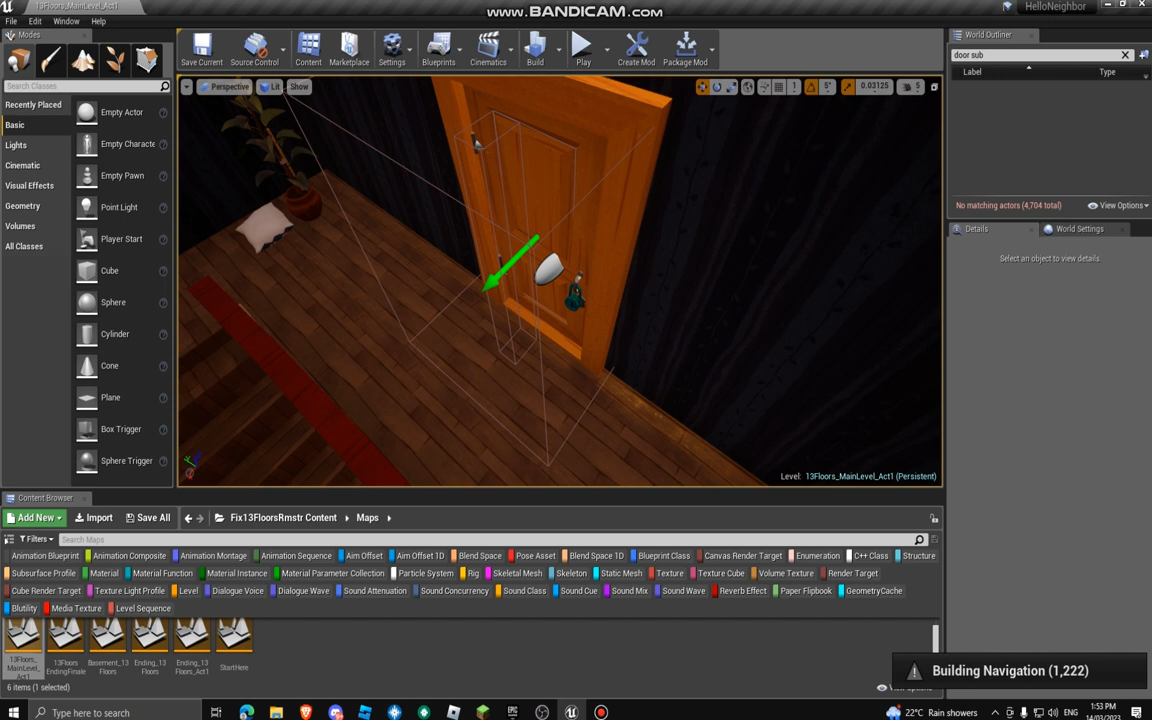 WWW.BANDICAM.COM
13Floors_MainLevel_Act1
HelloNeighbor
File Edit Window Help
Modes
Save Current Source Control Content Marketplace Settings Blueprints Cinematics Build Play Create Mod Package Mod
World Outliner
door sub
Label Type
Search Classes
Perspective Lit Show 1 5° 0.03125 5
Recently Placed
Basic
Lights
Cinematic
Visual Effects
Geometry
Volumes
All Classes
Empty Actor
Empty Characte
Empty Pawn
Point Light
Player Start
Cube
Sphere
Cylinder
Cone
Plane
Box Trigger
Sphere Trigger
No matching actors (4,704 total) View Options
Details World Settings
Select an object to view details.
Level: 13Floors_MainLevel_Act1 (Persistent)
Content Browser
Add New Import Save All Fix13FloorsRmstr Content Maps
Filters Search Maps
Animation Blueprint Animation Composite Animation Montage Animation Sequence Aim Offset Aim Offset 1D Blend Space Pose Asset Blend Space 1D Blueprint Class Canvas Render Target Enumeration C++ Class Structure
Subsurface Profile Material Material Function Material Instance Material Parameter Collection Particle System Rig Skeletal Mesh Skeleton Static Mesh Texture Texture Cube Volume Texture Render Target
Cube Render Target Texture Light Profile Level Dialogue Voice Dialogue Wave Sound Attenuation Sound Concurrency Sound Class Sound Cue Sound Mix Sound Wave Reverb Effect Paper Flipbook GeometryCache
Blutility Media Texture Level Sequence
13Floors_
MainLevel_
Act1
13Floors
EndingFinale
Basement_13
Floors
Ending_13
Floors
Ending_13
Floors_Act1
StartHere
6 items (1 selected)
Building Navigation (1,222)
Type here to search
22°C Rain showers ENG 1:53 PM
14/03/2023